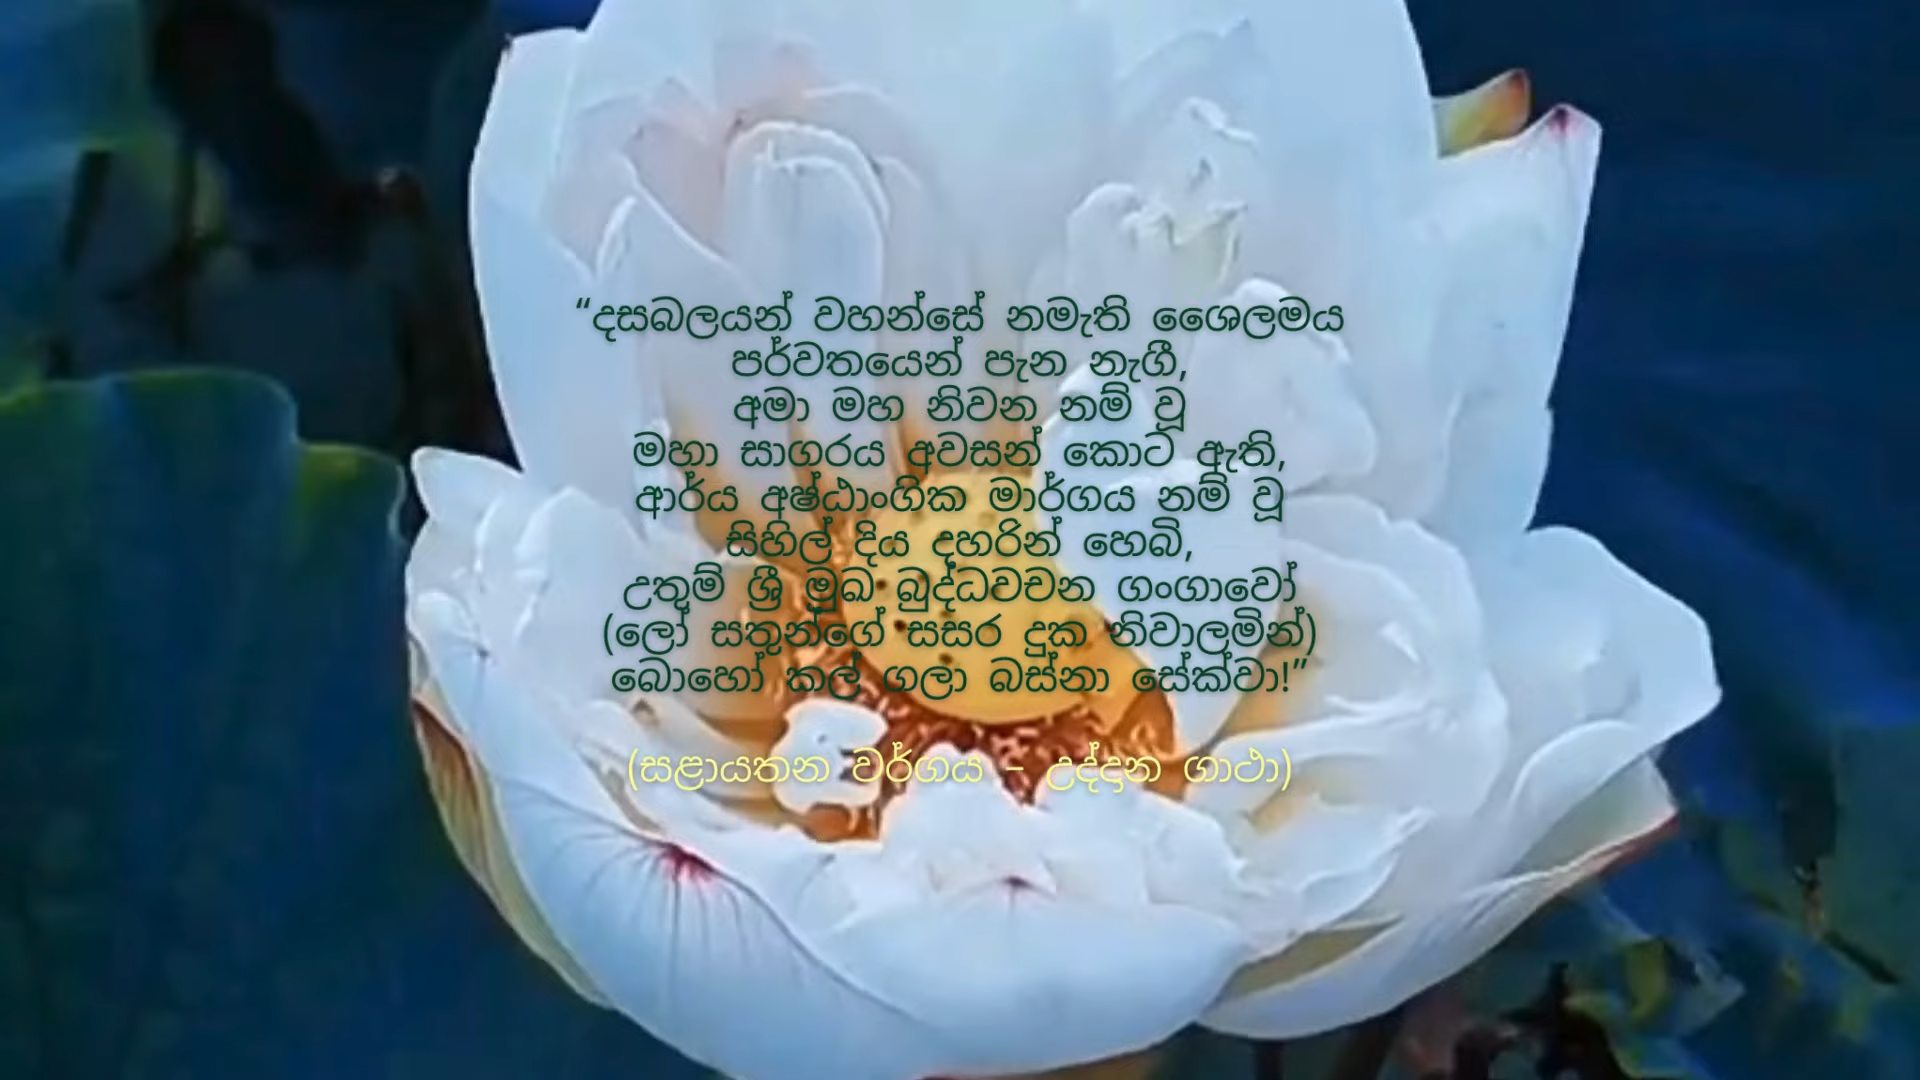 “දසබලයන් වහන්සේ නමැති ශෛලමය
පර්වතයෙන් පැන නැගී,
අමා මහ නිවන නම් වූ
මහා සාගරය අවසන් කොට ඇති,
ආර්ය අෂ්ඨාංගික මාර්ගය නම් වූ
සිහිල් දිය දහරින් හෙබි,
උතුම් ශ්‍රී මුඛ බුද්ධවචන ගංගාවෝ
(ලෝ සතුන්ගේ සසර දුක නිවාලමින්)
බොහෝ කල් ගලා බස්නා සේක්වා!”
(සළායතන වර්ගය – උද්දාන ගාථා)